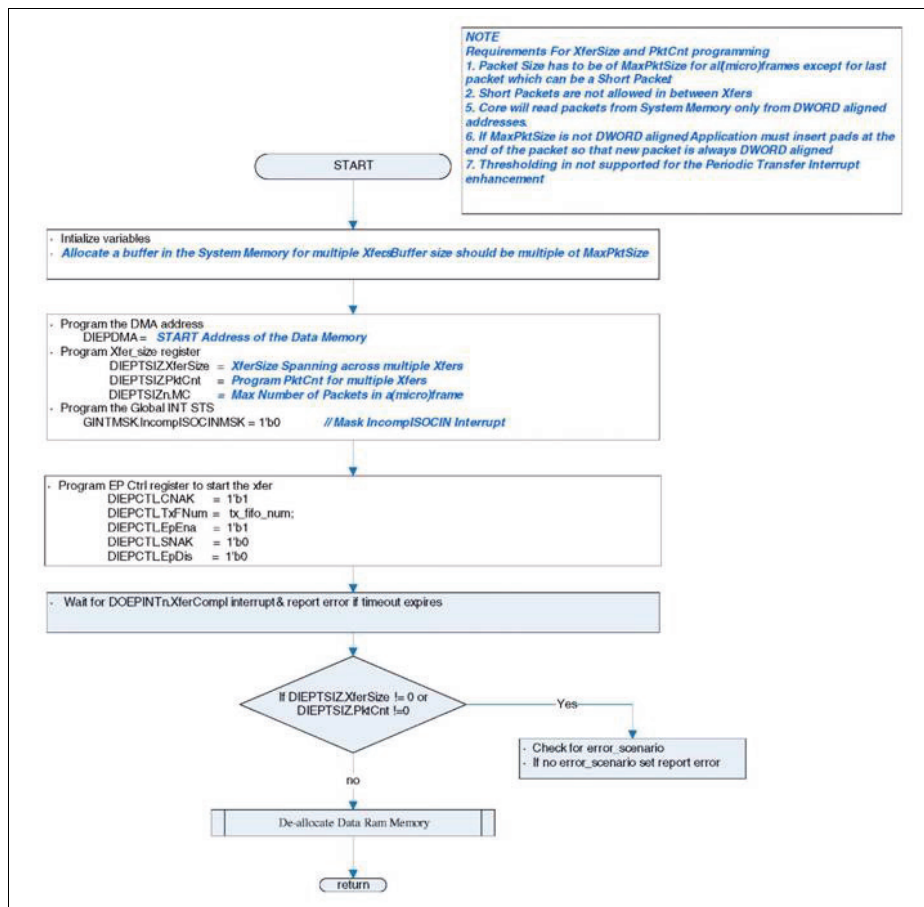 NOTE
Requirements For XferSize and PktCnt programming
1. Packet Size has to be of MaxPktSize for all(micro)frames except for last
packet which can be a Short Packet
2. Short Packets are not allowed in between Xfers
5. Core will read packets from System Memory only from DWORD aligned
addresses.
6. If MaxPktSize is not DWORD aligned Application must insert pads at the
end of the packet so that new packet is always DWORD aligned
7. Thresholding in not supported for the Periodic Transfer Interrupt
enhancement
START
- Intialize variables
- Allocate a buffer in the System Memory for multiple XfersBuffer size should be multiple of MaxPktSize
- Program the DMA address
DIEPDMA = START Address of the Data Memory
- Program Xfer_size register
DIEPTSIZ.XferSize = XferSize Spanning across multiple Xfers
DIEPTSIZ.PktCnt = Program PktCnt for multiple Xfers
DIEPTSIZn.MC = Max Number of Packets in a(micro)frame
- Program the Global INT STS
GINTMSK.IncompISOCINMSK = 1'b0 // Mask IncompISOCIN Interrupt
- Program EP Ctrl register to start the xfer
DIEPCTL.CNAK = 1'b1
DIEPCTL.TxFNum = tx_fifo_num;
DIEPCTL.EpEna = 1'b1
DIEPCTL.SNAK = 1'b0
DIEPCTL.EpDis = 1'b0
- Wait for DOEPINTn.XferCompl interrupt & report error if timeout expires
If DIEPTSIZ.XferSize != 0 or
DIEPTSIZ.PktCnt !=0
Yes
- Check for error_scenario
- If no error_scenario set report error
no
De-allocate Data Ram Memory
return